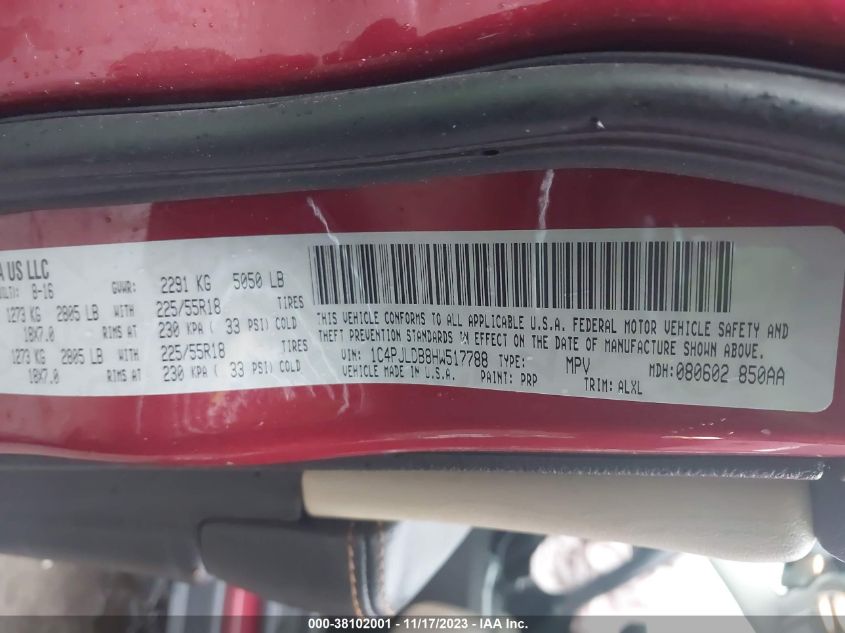 A US LLC
8-16 GVWR: 2291 KG 5050 LB
1273 KG 2805 LB WITH 225/55R18 TIRES
18X7.0 RIMS AT 230 KPA ( 33 PSI) COLD
1273 KG 2805 LB WITH 225/55R18 TIRES
18X7.0 RIMS AT 230 KPA ( 33 PSI) COLD
THIS VEHICLE CONFORMS TO ALL APPLICABLE U.S.A. FEDERAL MOTOR VEHICLE SAFETY AND
THEFT PREVENTION STANDARDS IN EFFECT ON THE DATE OF MANUFACTURE SHOWN ABOVE.
VIN: 1C4PJLDB8HW517788 TYPE: MPV MDH: 080602 850AA
VEHICLE MADE IN U.S.A. PAINT: PRP TRIM: ALXL
000-38102001 - 11/17/2023 - IAA Inc.